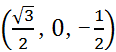 (√3/2, 0, −1/2)